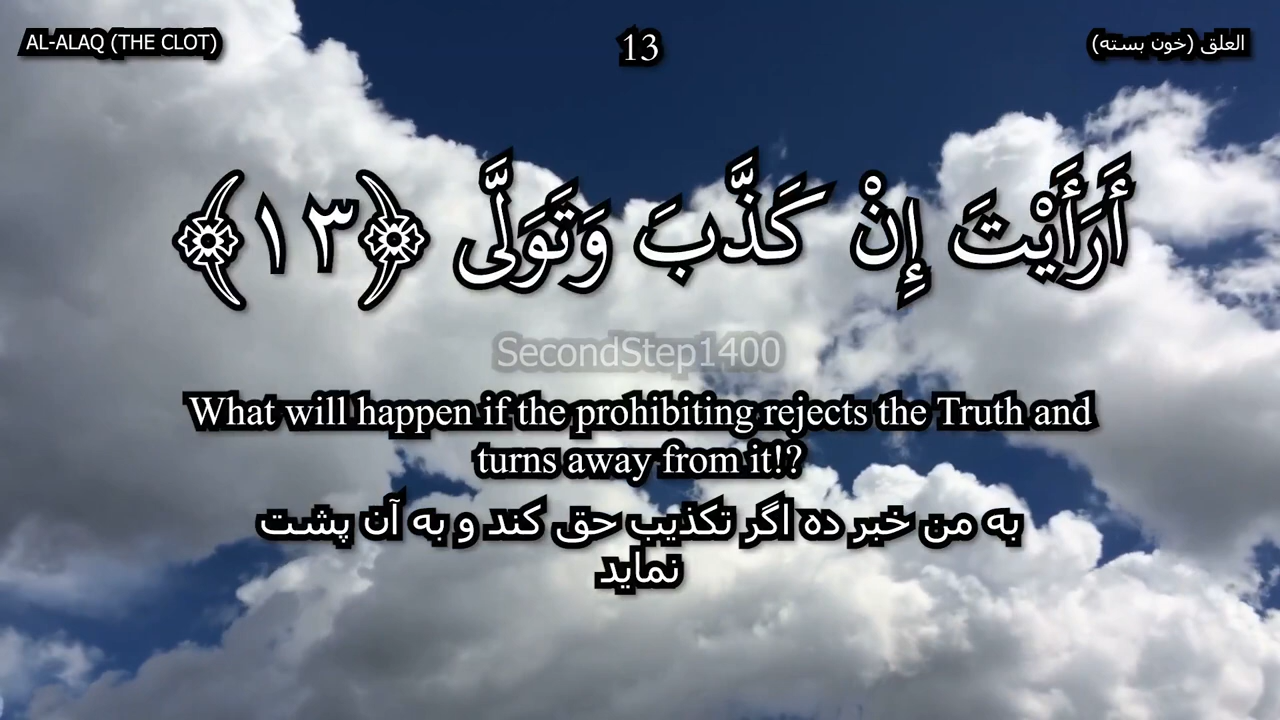 AL-ALAQ (THE CLOT)
13
العلق (خون بسته)
أَرَأَيْتَ إِنْ كَذَّبَ وَتَوَلَّى ﴿١٣﴾
SecondStep1400
What will happen if the prohibiting rejects the Truth and
turns away from it!?
به من خبر ده اگر تکذیب حق کند و به آن پشت
نماید